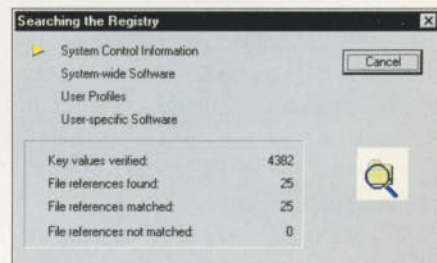 Searching the Registry
System Control Information
Cancel
System-wide Software
User Profiles
User-specific Software
Key values verified: 4382
File references found: 25
File references matched: 25
File references not matched: 0